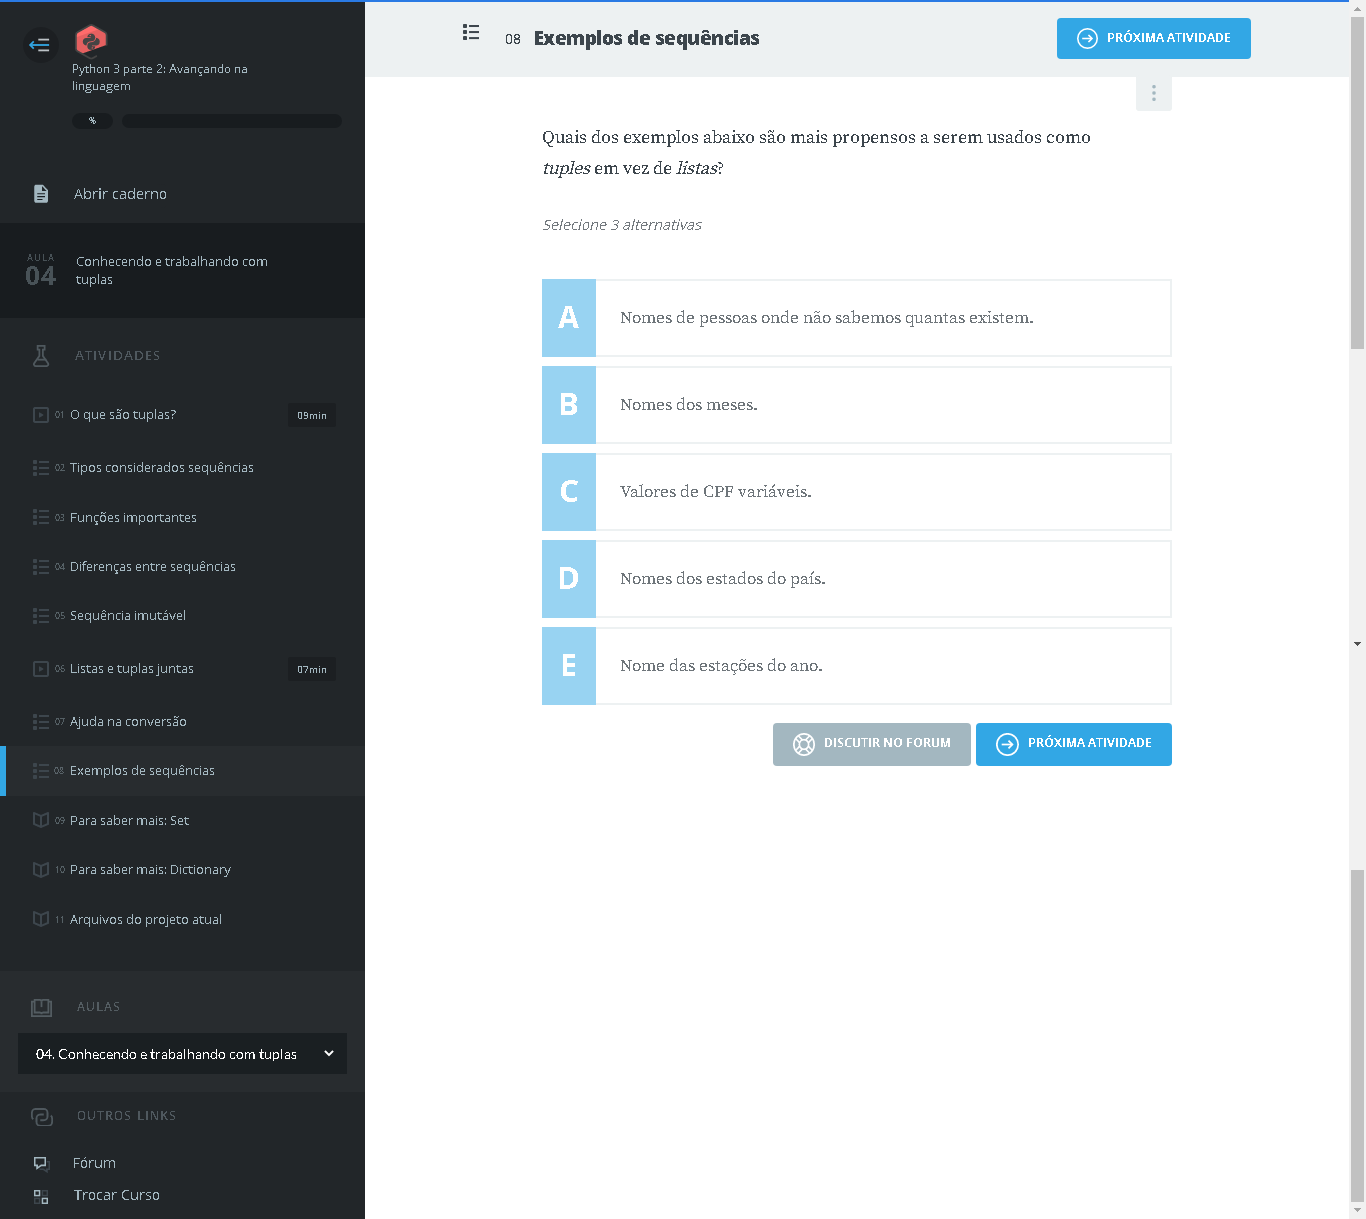 Python 3 parte 2: Avançando na
linguagem
%
Abrir caderno
AULA
04
Conhecendo e trabalhando com
tuplas
ATIVIDADES
01 O que são tuplas? 09min
02 Tipos considerados sequências
03 Funções importantes
04 Diferenças entre sequências
05 Sequência imutável
06 Listas e tuplas juntas 07min
07 Ajuda na conversão
08 Exemplos de sequências
09 Para saber mais: Set
10 Para saber mais: Dictionary
11 Arquivos do projeto atual
AULAS
04. Conhecendo e trabalhando com tuplas
OUTROS LINKS
Fórum
Trocar Curso
08 Exemplos de sequências
PRÓXIMA ATIVIDADE
Quais dos exemplos abaixo são mais propensos a serem usados como
tuples em vez de listas?
Selecione 3 alternativas
A Nomes de pessoas onde não sabemos quantas existem.
B Nomes dos meses.
C Valores de CPF variáveis.
D Nomes dos estados do país.
E Nome das estações do ano.
DISCUTIR NO FORUM
PRÓXIMA ATIVIDADE